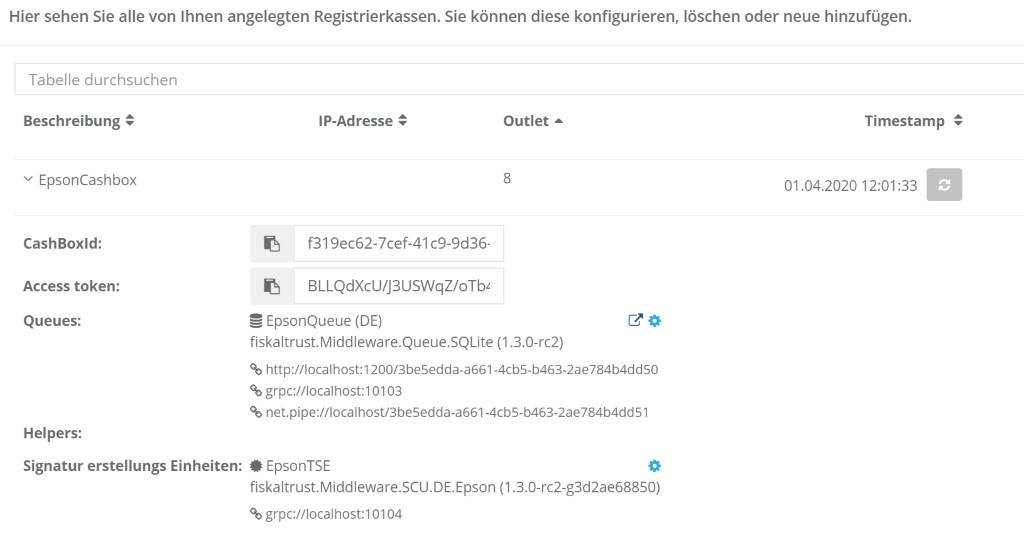 Hier sehen Sie alle von Ihnen angelegten Registrierkassen. Sie können diese konfigurieren, löschen oder neue hinzufügen.
Tabelle durchsuchen
Beschreibung IP-Adresse Outlet Timestamp
EpsonCashbox 8 01.04.2020 12:01:33
CashBoxId: f319ec62-7cef-41c9-9d36-
Access token: BLLQdXcU/J3USWqZ/oTb
Queues: EpsonQueue (DE)
fiskaltrust.Middleware.Queue.SQLite (1.3.0-rc2)
http://localhost:1200/3be5edda-a661-4cb5-b463-2ae784b4dd50
grpc://localhost:10103
net.pipe://localhost/3be5edda-a661-4cb5-b463-2ae784b4dd51
Helpers:
Signatur erstellungs Einheiten: EpsonTSE
fiskaltrust.Middleware.SCU.DE.Epson (1.3.0-rc2-g3d2ae68850)
grpc://localhost:10104